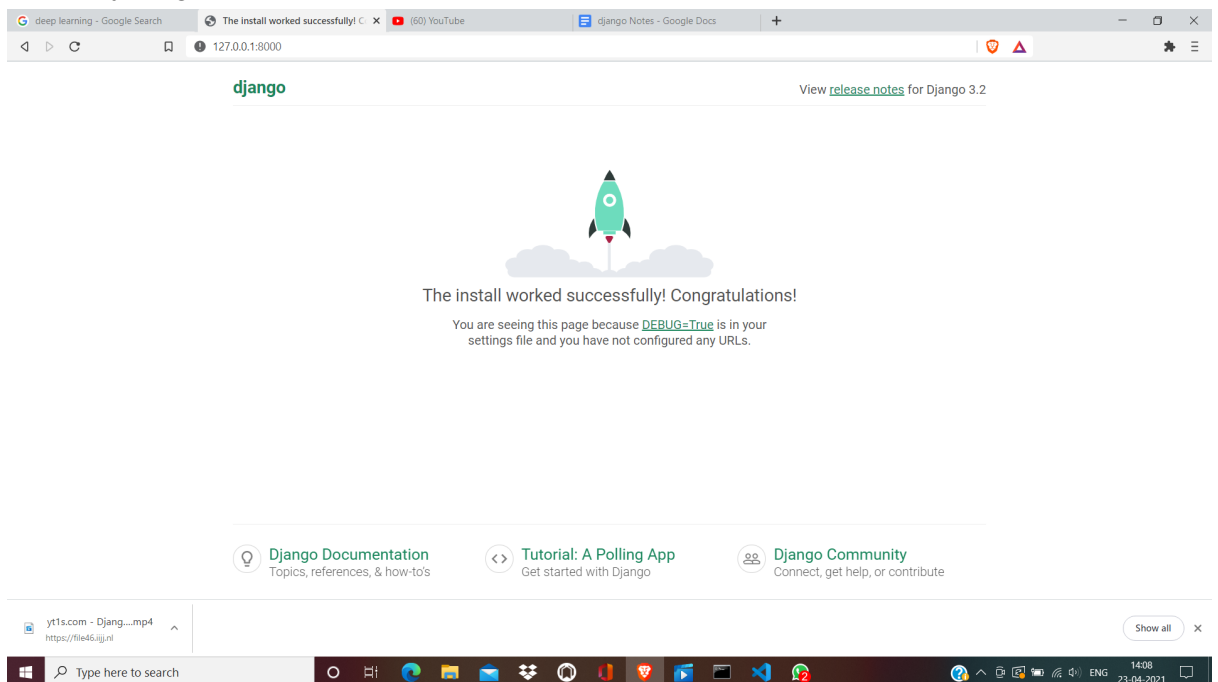 deep learning - Google Search
The install worked successfully! C
(60) YouTube
django Notes - Google Docs
127.0.0.1:8000
django
View release notes for Django 3.2
The install worked successfully! Congratulations!
You are seeing this page because DEBUG=True is in your
settings file and you have not configured any URLs.
Django Documentation
Topics, references, & how-to's
Tutorial: A Polling App
Get started with Django
Django Community
Connect, get help, or contribute
yt1s.com - Djang....mp4
https://file46.iijj.nl
Show all
Type here to search
2
ENG
14:08
23-04-2021